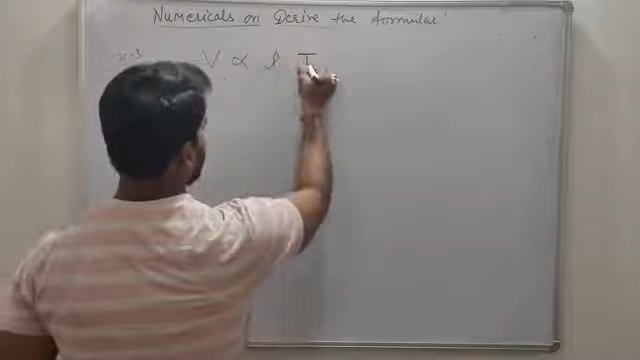 Numericals on Derive the formulae
V ∝ l T